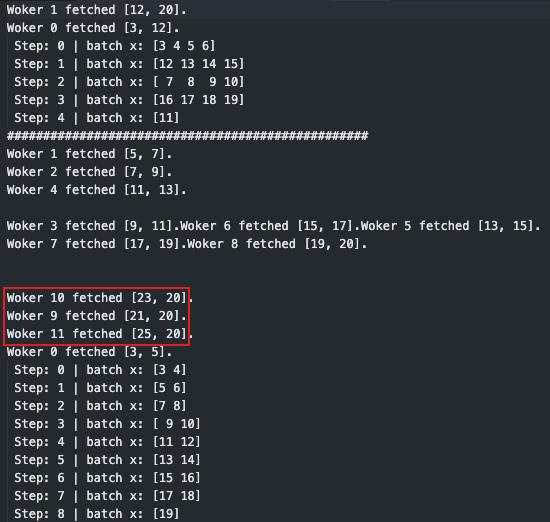 Woker 1 fetched [12, 20].
Woker 0 fetched [3, 12].
Step: 0 | batch x: [3 4 5 6]
Step: 1 | batch x: [12 13 14 15]
Step: 2 | batch x: [ 7  8  9 10]
Step: 3 | batch x: [16 17 18 19]
Step: 4 | batch x: [11]
##################################################
Woker 1 fetched [5, 7].
Woker 2 fetched [7, 9].
Woker 4 fetched [11, 13].
Woker 3 fetched [9, 11].Woker 6 fetched [15, 17].Woker 5 fetched [13, 15].
Woker 7 fetched [17, 19].Woker 8 fetched [19, 20].
Woker 10 fetched [23, 20].
Woker 9 fetched [21, 20].
Woker 11 fetched [25, 20].
Woker 0 fetched [3, 5].
Step: 0 | batch x: [3 4]
Step: 1 | batch x: [5 6]
Step: 2 | batch x: [7 8]
Step: 3 | batch x: [ 9 10]
Step: 4 | batch x: [11 12]
Step: 5 | batch x: [13 14]
Step: 6 | batch x: [15 16]
Step: 7 | batch x: [17 18]
Step: 8 | batch x: [19]